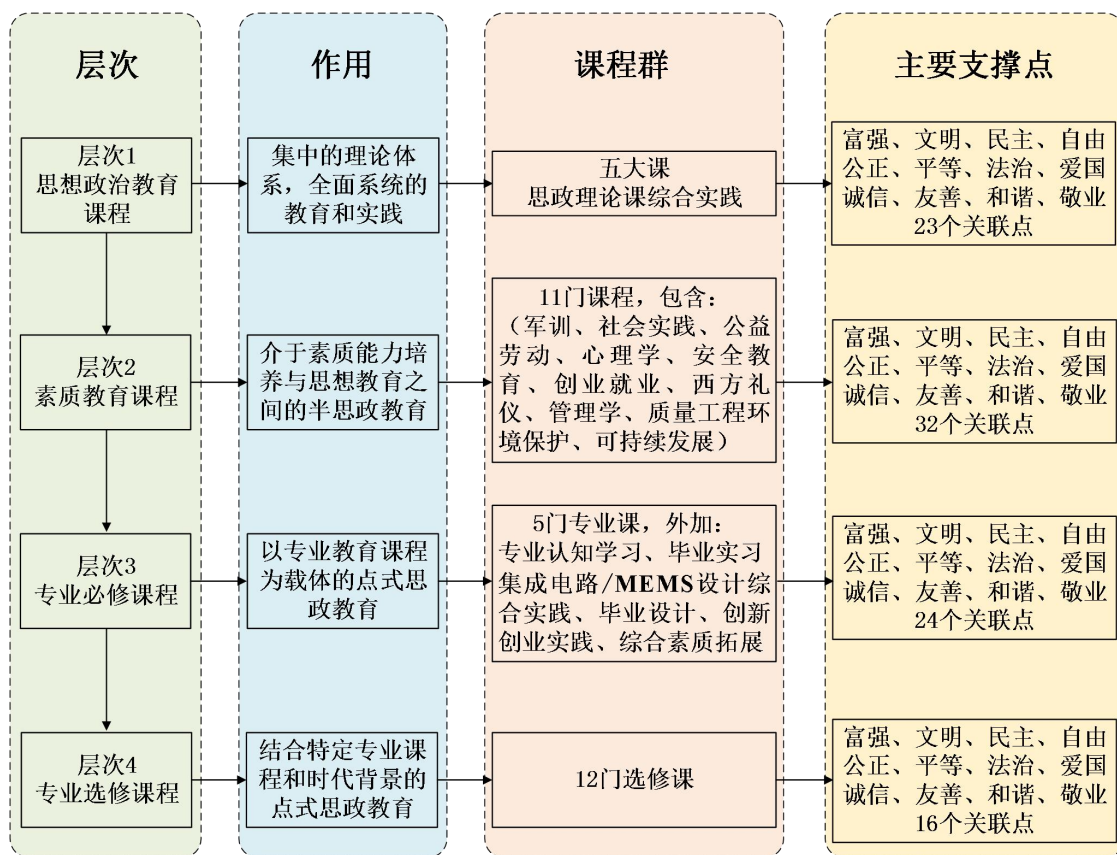 层次
作用
课程群
主要支撑点
层次1
思想政治教育
课程
集中的理论体
系，全面系统的
教育和实践
五大课
思政理论课综合实践
富强、文明、民主、自由
公正、平等、法治、爱国
诚信、友善、和谐、敬业
23个关联点
层次2
素质教育课程
介于素质能力培
养与思想教育之
间的半思政教育
11门课程，包含：
（军训、社会实践、公益
劳动、心理学、安全教
育、创业就业、西方礼
仪、管理学、质量工程环
境保护、可持续发展）
富强、文明、民主、自由
公正、平等、法治、爱国
诚信、友善、和谐、敬业
32个关联点
层次3
专业必修课程
以专业教育课程
为载体的点式思
政教育
5门专业课，外加：
专业认知学习、毕业实习
集成电路/MEMS设计综
合实践、毕业设计、创新
创业实践、综合素质拓展
富强、文明、民主、自由
公正、平等、法治、爱国
诚信、友善、和谐、敬业
24个关联点
层次4
专业选修课程
结合特定专业课
程和时代背景的
点式思政教育
12门选修课
富强、文明、民主、自由
公正、平等、法治、爱国
诚信、友善、和谐、敬业
16个关联点